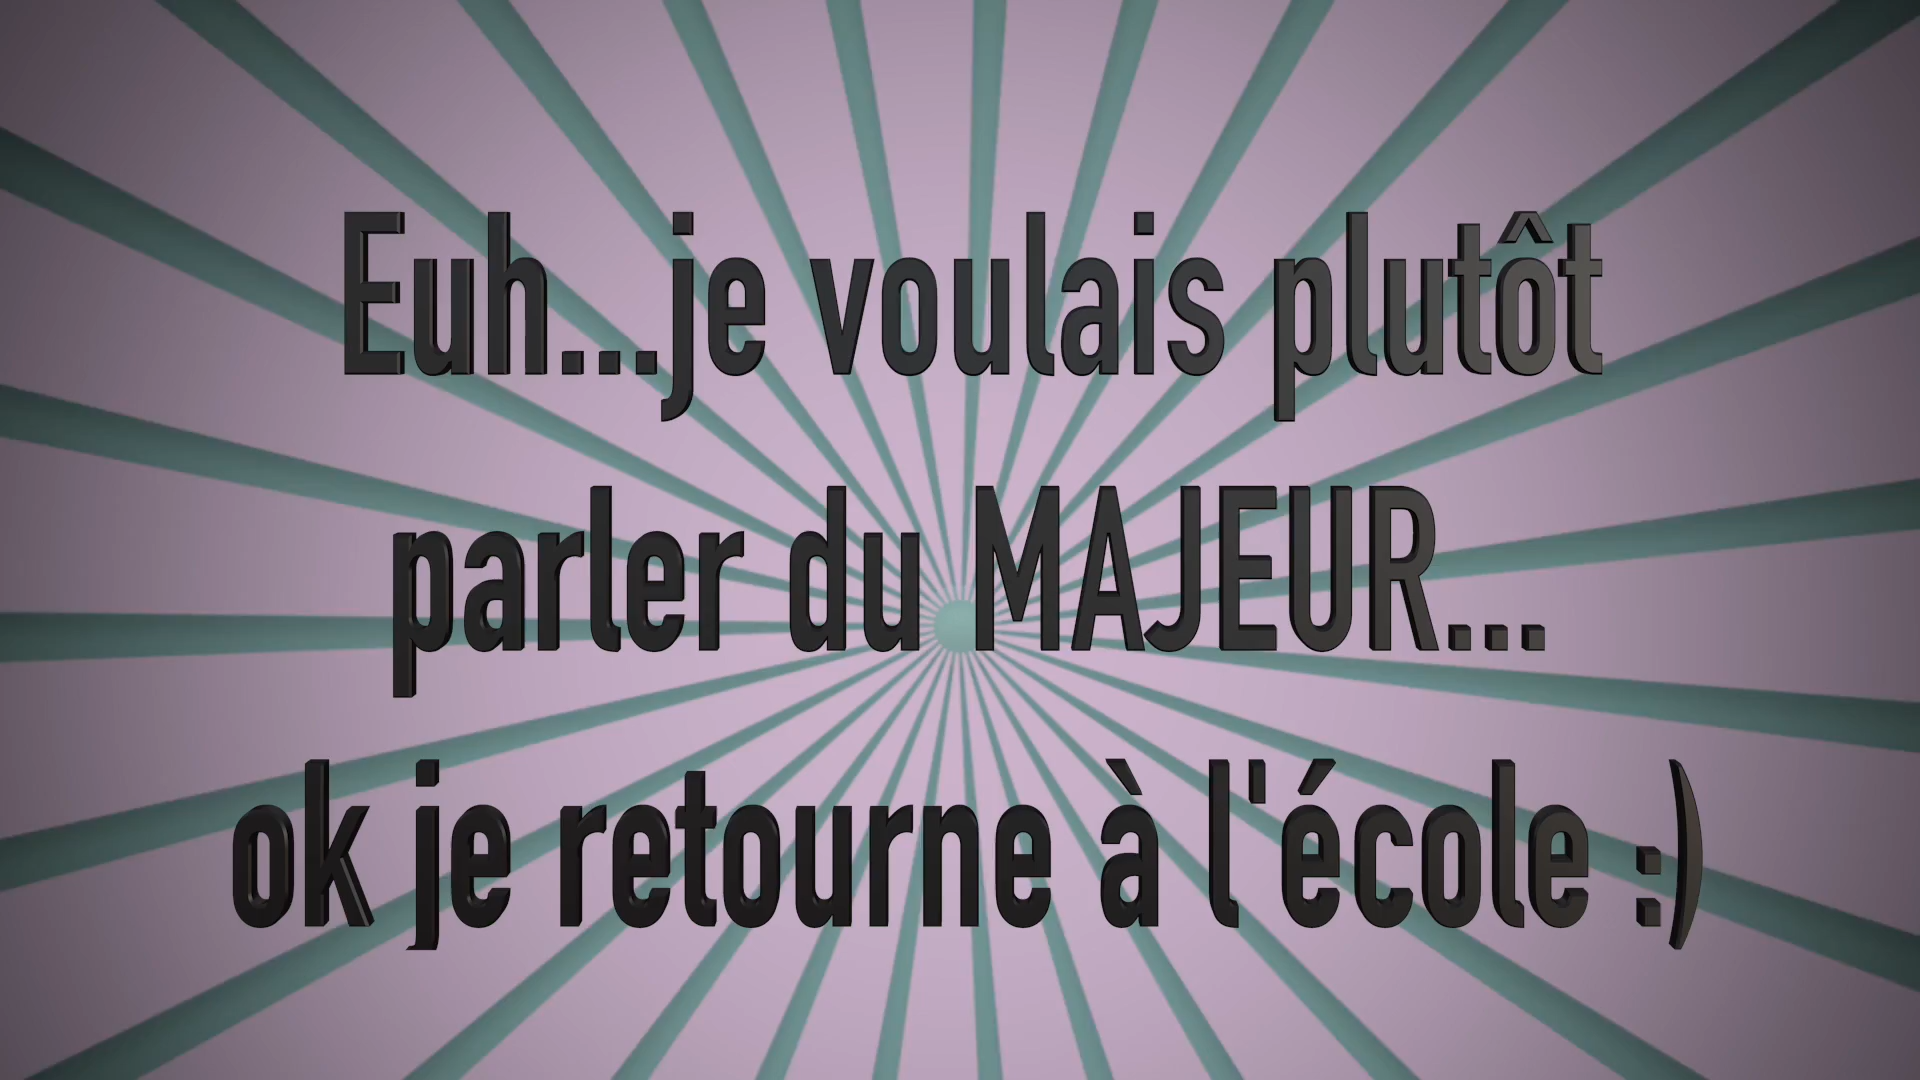 Euh...je voulais plutôt
parler du MAJEUR...
ok je retourne à l'école :)